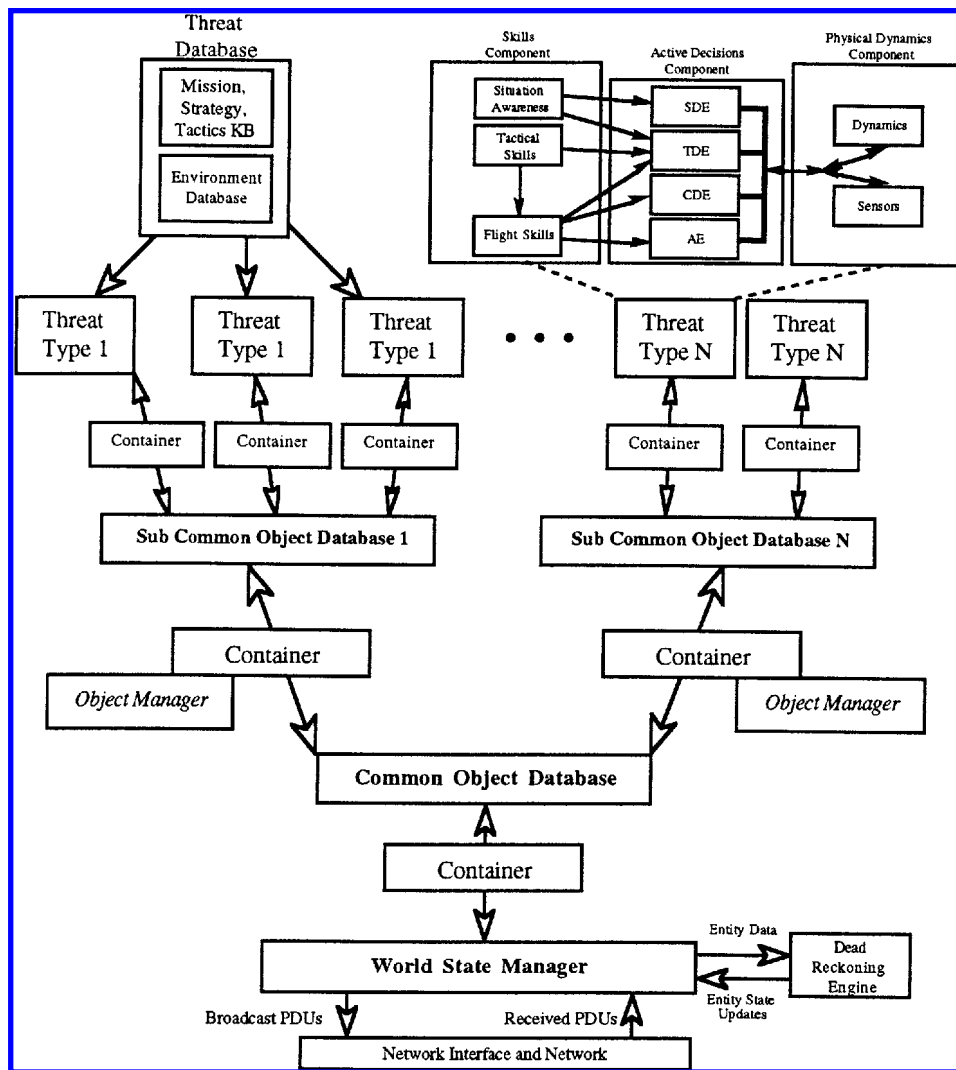 Threat
Database
Mission,
Strategy,
Tactics KB
Environment
Database
Skills
Component
Active Decisions
Component
Physical Dynamics
Component
Situation
Awareness
Tactical
Skills
Flight Skills
SDE
TDE
CDE
AE
Dynamics
Sensors
Threat
Type 1
Threat
Type 1
Threat
Type 1
• • •
Threat
Type N
Threat
Type N
Container
Container
Container
Container
Container
Sub Common Object Database 1
Sub Common Object Database N
Container
Object Manager
Container
Object Manager
Common Object Database
Container
World State Manager
Entity Data
Entity State
Updates
Dead
Reckoning
Engine
Broadcast PDUs
Received PDUs
Network Interface and Network